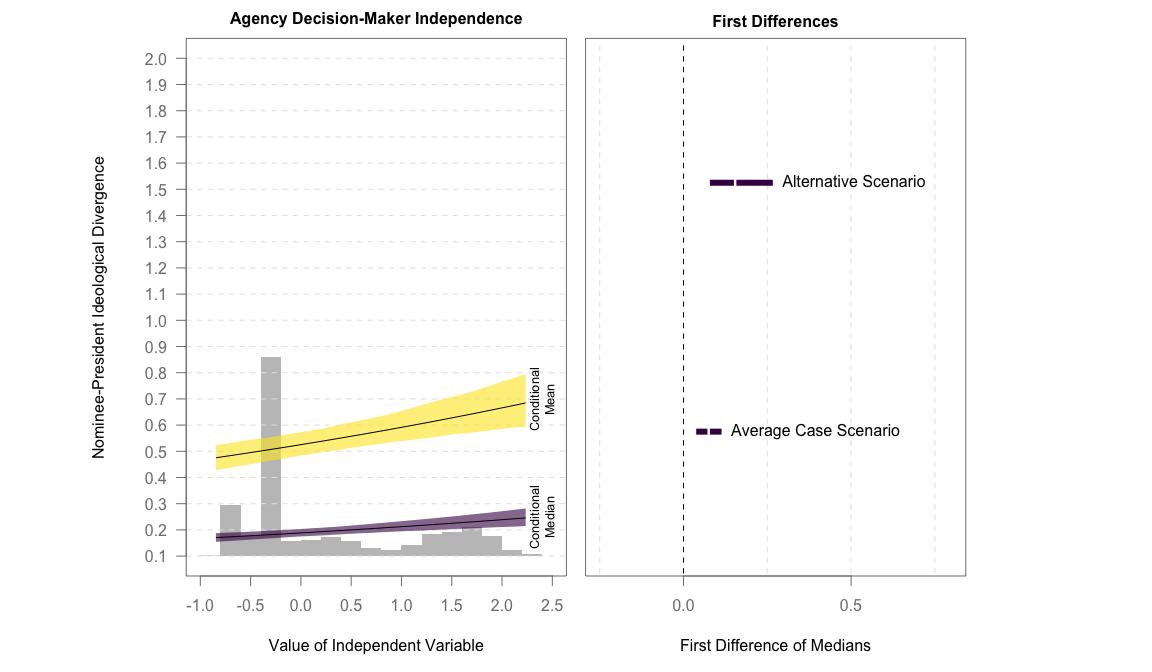 Agency Decision-Maker Independence
Nominee-President Ideological Divergence
2.0
1.9
1.8
1.7
1.6
1.5
1.4
1.3
1.2
1.1
1.0
0.9
0.8
0.7
0.6
0.5
0.4
0.3
0.2
0.1
Conditional
Mean
Conditional
Median
-1.0 -0.5 0.0 0.5 1.0 1.5 2.0 2.5
Value of Independent Variable
First Differences
Alternative Scenario
Average Case Scenario
0.0 0.5
First Difference of Medians